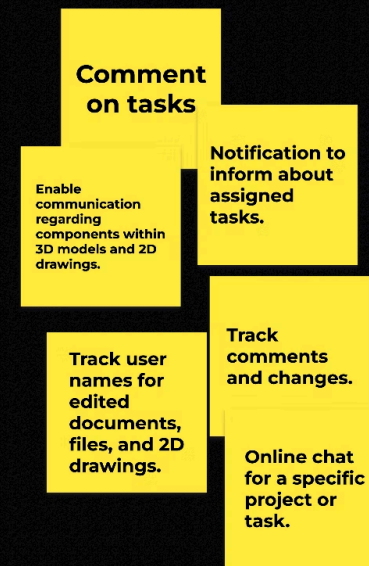 Comment
on tasks
Notification to
inform about
assigned
tasks.
Enable
communication
regarding
components within
3D models and 2D
drawings.
Track
comments
and changes.
Track user
names for
edited
documents,
files, and 2D
drawings.
Online chat
for a specific
project or
task.